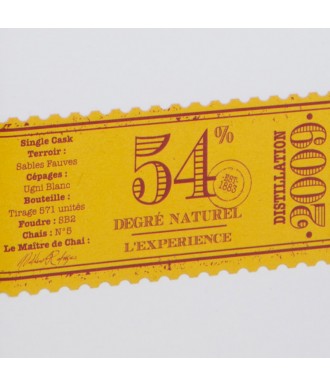 Single Cask
Terroir :
Sables Fauves
Cépages :
Ugni Blanc
Bouteille :
Tirage 571 unités
Foudre : 5B2
Chais : N°5
Le Maître de Chai :
54%
EST.
1883
DEGRÉ NATUREL
L'EXPERIENCE
DISTILLATION
2009